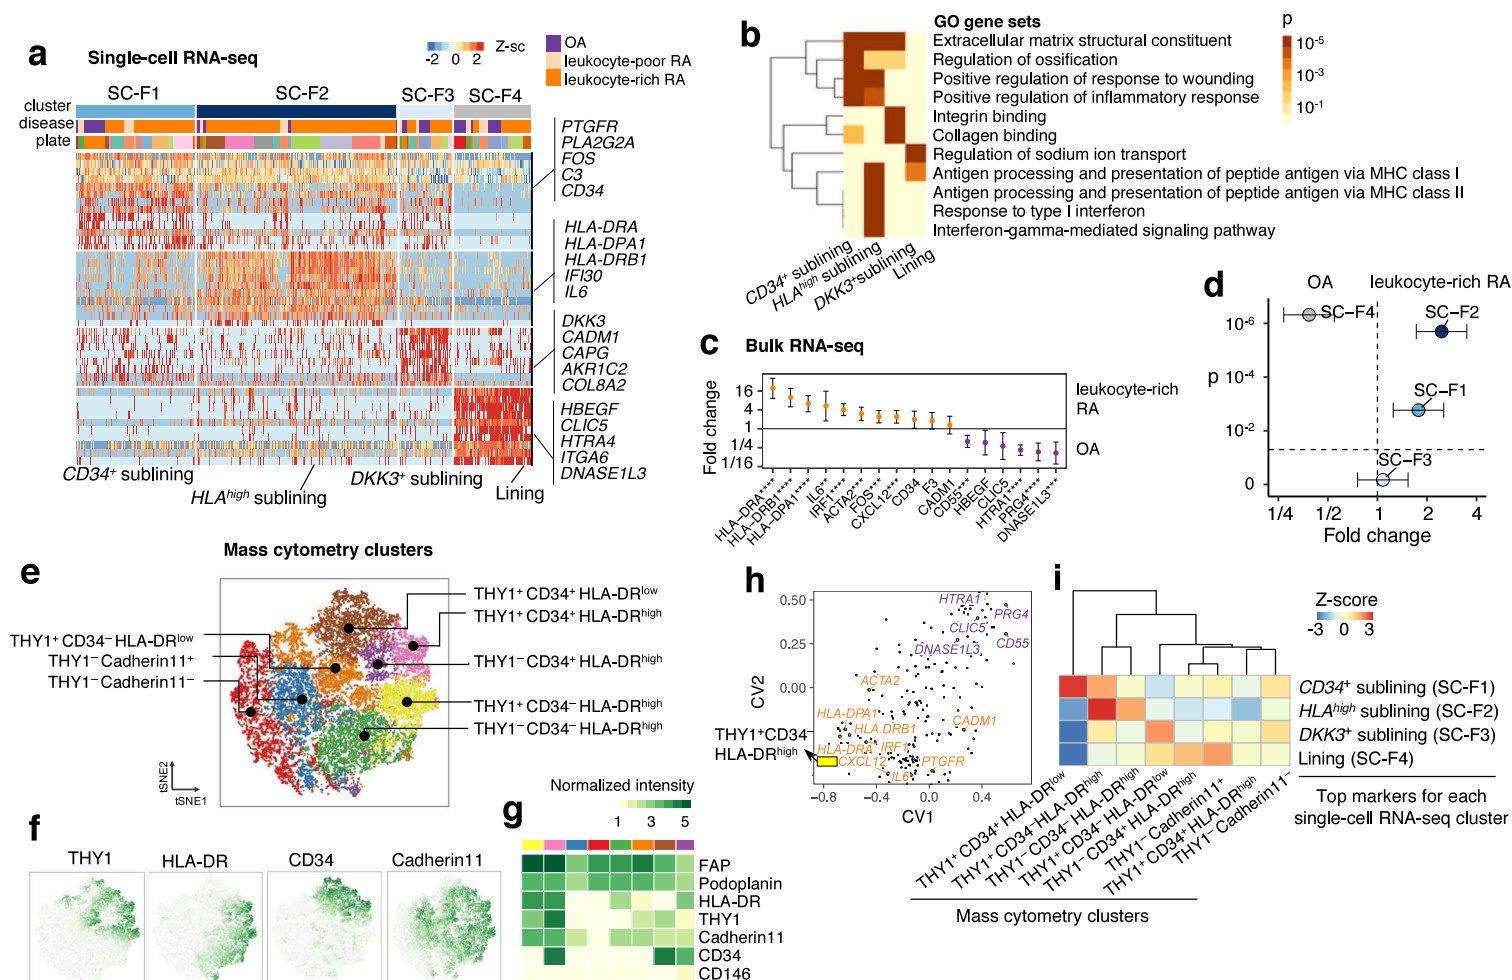 a
Single-cell RNA-seq
Z-sc
-2 0 2
OA
leukocyte-poor RA
leukocyte-rich RA
SC-F1
SC-F2
SC-F3
SC-F4
cluster
disease
plate
PTGFR
PLA2G2A
FOS
C3
CD34
HLA-DRA
HLA-DPA1
HLA-DRB1
IFI30
IL6
DKK3
CADM1
CAPG
AKR1C2
COL8A2
HBEGF
CLIC5
HTRA4
ITGA6
DNASE1L3
CD34+ sublining
HLAhigh sublining
DKK3+ sublining
Lining
b
GO gene sets
Extracellular matrix structural constituent
Regulation of ossification
Positive regulation of response to wounding
Positive regulation of inflammatory response
Integrin binding
Collagen binding
Regulation of sodium ion transport
Antigen processing and presentation of peptide antigen via MHC class I
Antigen processing and presentation of peptide antigen via MHC class II
Response to type I interferon
Interferon-gamma-mediated signaling pathway
p
10-5
10-3
10-1
CD34+ sublining
HLAhigh sublining
DKK3+sublining
Lining
c
Bulk RNA-seq
Fold change
16
4
1
1/4
1/16
leukocyte-rich
RA
OA
HLA-DRA****
HLA-DRB1****
HLA-DPA1****
IL6**
IRF1****
ACTA2***
FOS***
CXCL12***
CD34
F3
CADM1
CD55***
HBEGF
CLIC5
HTRA1****
PRG4****
DNASE1L3***
d
OA
leukocyte-rich RA
SC-F4
SC-F2
SC-F1
SC-F3
p
10-6
10-4
10-2
0
1/4 1/2 1 2 4
Fold change
e
Mass cytometry clusters
THY1+ CD34+ HLA-DRlow
THY1+ CD34+ HLA-DRhigh
THY1+ CD34− HLA-DRlow
THY1− Cadherin11+
THY1− Cadherin11−
THY1− CD34+ HLA-DRhigh
THY1+ CD34− HLA-DRhigh
THY1− CD34− HLA-DRhigh
tSNE2
tSNE1
f
THY1
HLA-DR
CD34
Cadherin11
g
Normalized intensity
1 3 5
FAP
Podoplanin
HLA-DR
THY1
Cadherin11
CD34
CD146
h
0.50
0.25
0.00
CV2
HTRA1
PRG4
CLIC5
CD55
DNASE1L3
ACTA2
HLA-DPA1
HLA.DRB1
CADM1
HLA-DRA
IRF1
CXCL12
PTGFR
IL6
THY1+CD34
HLA-DRhigh
-0.8 -0.4 0.0 0.4
CV1
i
Z-score
-3 0 3
CD34+ sublining (SC-F1)
HLAhigh sublining (SC-F2)
DKK3+ sublining (SC-F3)
Lining (SC-F4)
Top markers for each
single-cell RNA-seq cluster
THY1+ CD34+ HLA-DRlow
THY1+ CD34− HLA-DRhigh
THY1− CD34− HLA-DRhigh
THY1+ CD34− HLA-DRlow
THY1− CD34+ HLA-DRhigh
THY1− Cadherin11+
THY1+ CD34+ HLA-DRhigh
THY1− Cadherin11−
Mass cytometry clusters